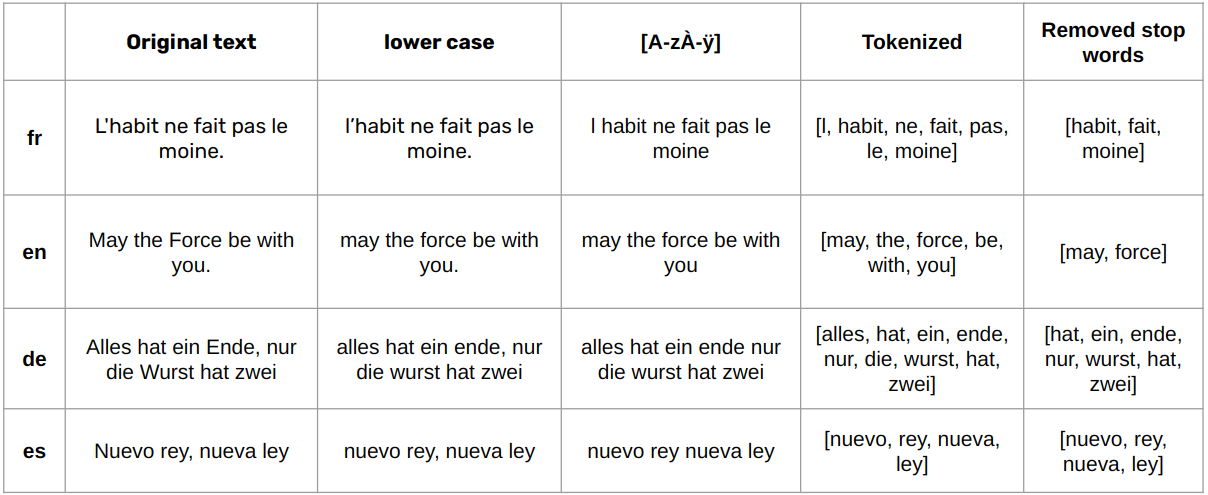 Original text
lower case
[A-zÀ-ÿ]
Tokenized
Removed stop
words
fr
L'habit ne fait pas le
moine.
l’habit ne fait pas le
moine.
l habit ne fait pas le
moine
[l, habit, ne, fait, pas,
le, moine]
[habit, fait,
moine]
en
May the Force be with
you.
may the force be with
you.
may the force be with
you
[may, the, force, be,
with, you]
[may, force]
de
Alles hat ein Ende, nur
die Wurst hat zwei
alles hat ein ende, nur
die wurst hat zwei
alles hat ein ende nur
die wurst hat zwei
[alles, hat, ein, ende,
nur, die, wurst, hat,
zwei]
[hat, ein, ende,
nur, wurst, hat,
zwei]
es
Nuevo rey, nueva ley
nuevo rey, nueva ley
nuevo rey nueva ley
[nuevo, rey, nueva,
ley]
[nuevo, rey,
nueva, ley]